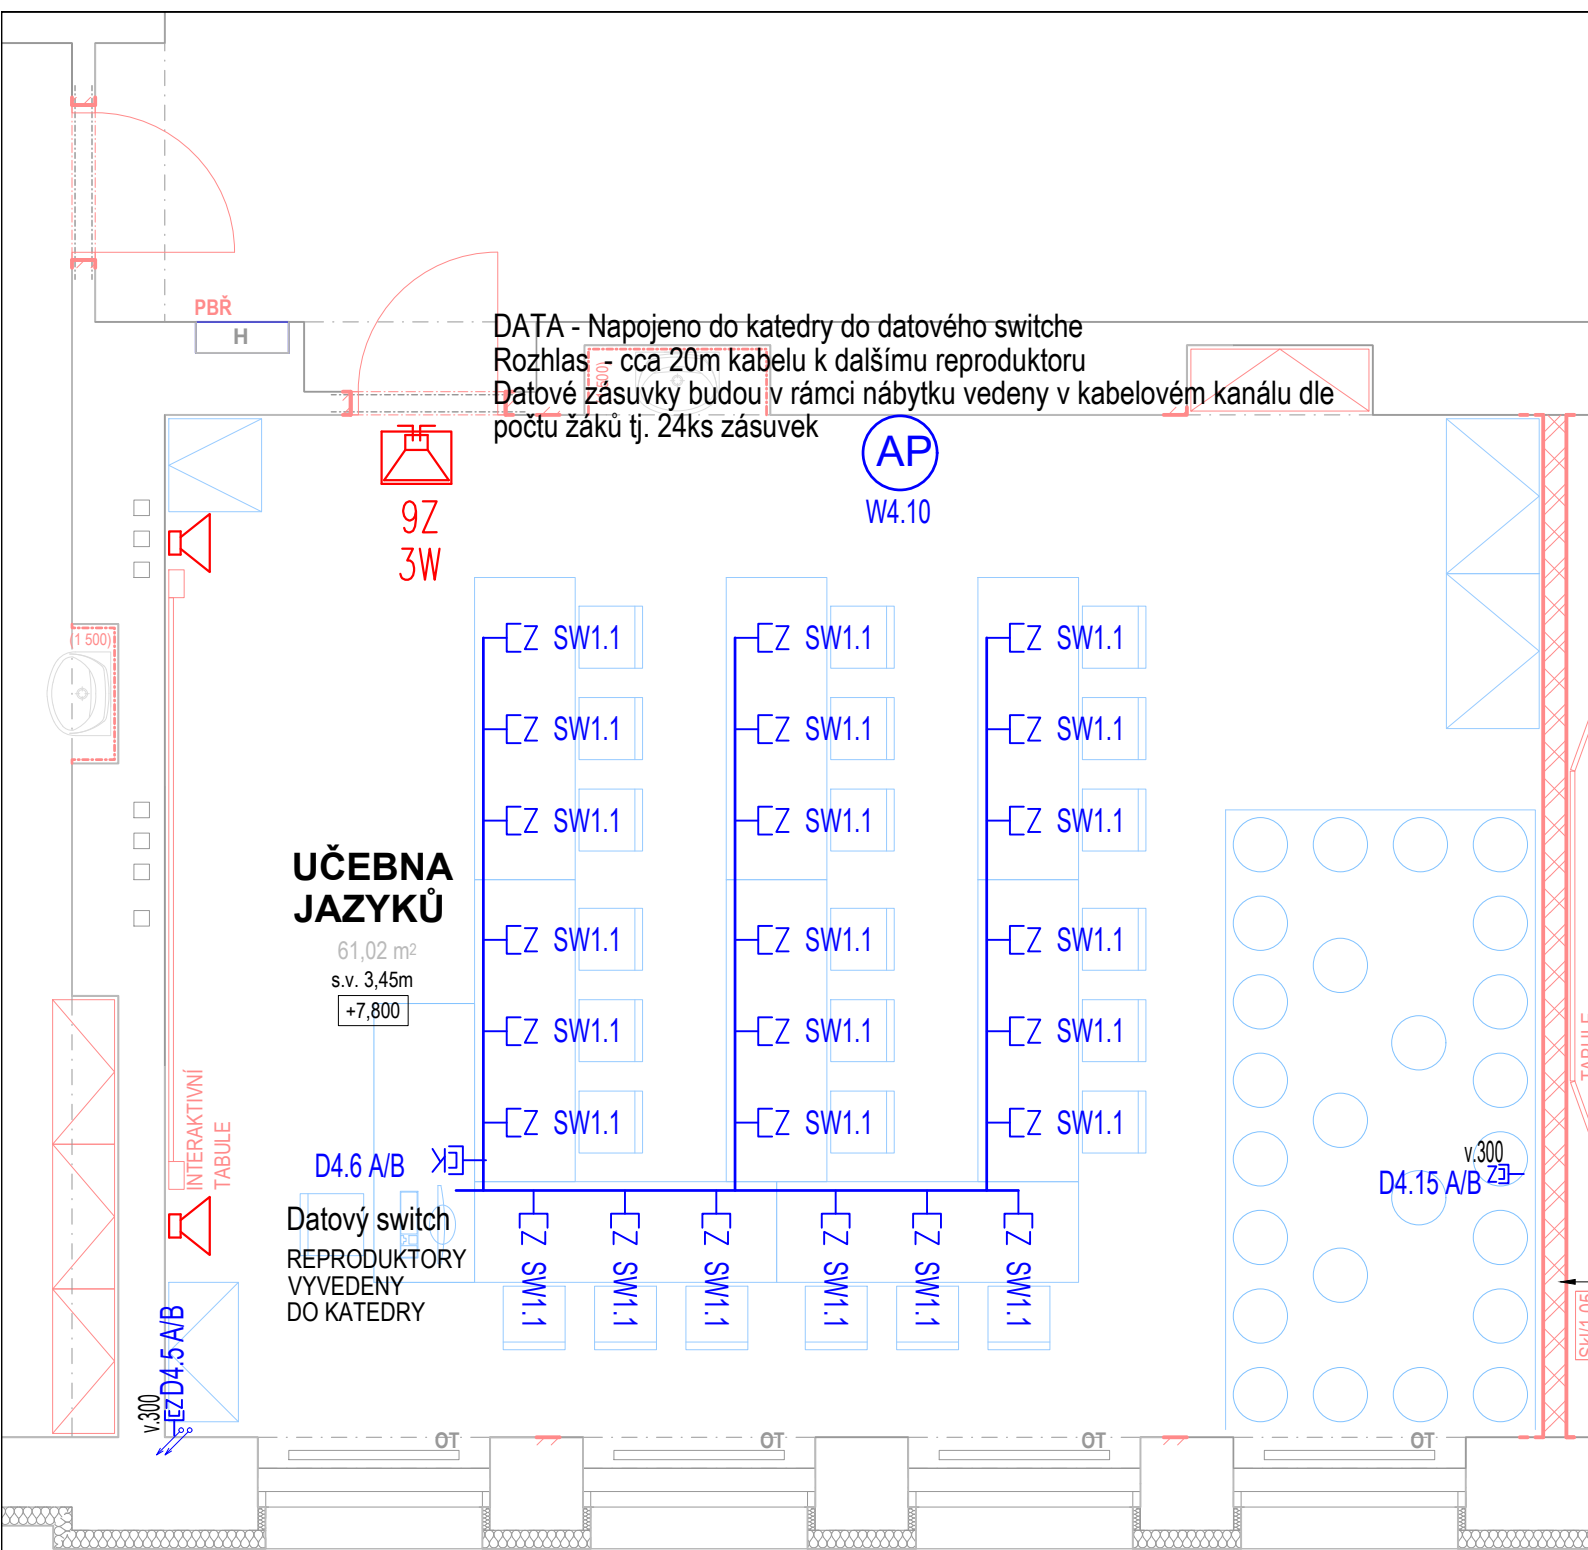 PBŘ
H
DATA - Napojeno do katedry do datového switche
Rozhlas - cca 20m kabelu k dalšímu reproduktoru
Datové zásuvky budou v rámci nábytku vedeny v kabelovém kanálu dle
počtu žáků tj. 24ks zásuvek
AP
W4.10
9Z
3W
(1 500)
Z SW1.1 Z SW1.1 Z SW1.1
Z SW1.1 Z SW1.1 Z SW1.1
Z SW1.1 Z SW1.1 Z SW1.1
UČEBNA
JAZYKŮ
61,02 m²
s.v. 3,45m
+7,800
Z SW1.1 Z SW1.1 Z SW1.1
Z SW1.1 Z SW1.1 Z SW1.1
Z SW1.1 Z SW1.1 Z SW1.1
TABULE
INTERAKTIVNÍ
TABULE
D4.6 A/B K
v.300
D4.15 A/B Z
Datový switch
REPRODUKTORY
VYVEDENY
DO KATEDRY
Z SW1.1
Z SW1.1
Z SW1.1
Z SW1.1
Z SW1.1
Z SW1.1
v.300
Z D4.5 A/B
OT OT OT OT